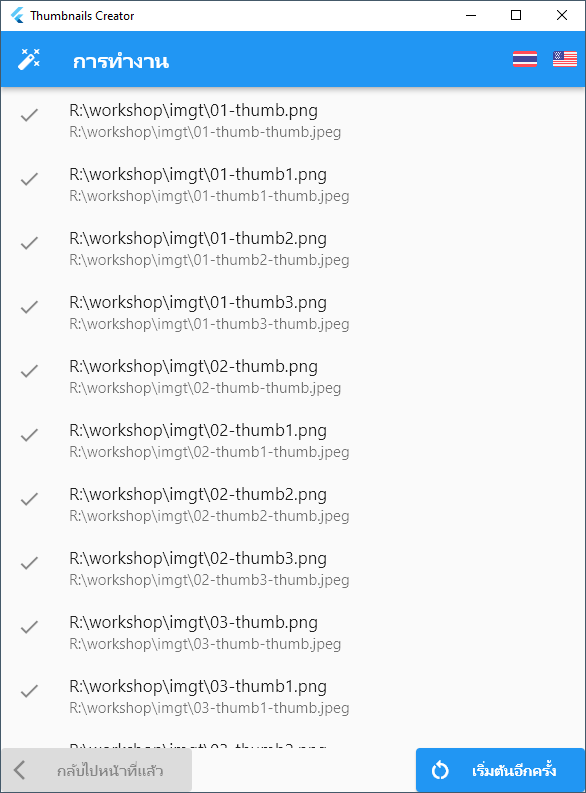 Thumbnails Creator
การทำงาน
R:\workshop\imgt\01-thumb.png
R:\workshop\imgt\01-thumb-thumb.jpeg
R:\workshop\imgt\01-thumb1.png
R:\workshop\imgt\01-thumb1-thumb.jpeg
R:\workshop\imgt\01-thumb2.png
R:\workshop\imgt\01-thumb2-thumb.jpeg
R:\workshop\imgt\01-thumb3.png
R:\workshop\imgt\01-thumb3-thumb.jpeg
R:\workshop\imgt\02-thumb.png
R:\workshop\imgt\02-thumb-thumb.jpeg
R:\workshop\imgt\02-thumb1.png
R:\workshop\imgt\02-thumb1-thumb.jpeg
R:\workshop\imgt\02-thumb2.png
R:\workshop\imgt\02-thumb2-thumb.jpeg
R:\workshop\imgt\02-thumb3.png
R:\workshop\imgt\02-thumb3-thumb.jpeg
R:\workshop\imgt\03-thumb.png
R:\workshop\imgt\03-thumb-thumb.jpeg
R:\workshop\imgt\03-thumb1.png
R:\workshop\imgt\03-thumb1-thumb.jpeg
R:\workshop\imgt\03-thumb2.png
กลับไปหน้าที่แล้ว
เริ่มต้นอีกครั้ง